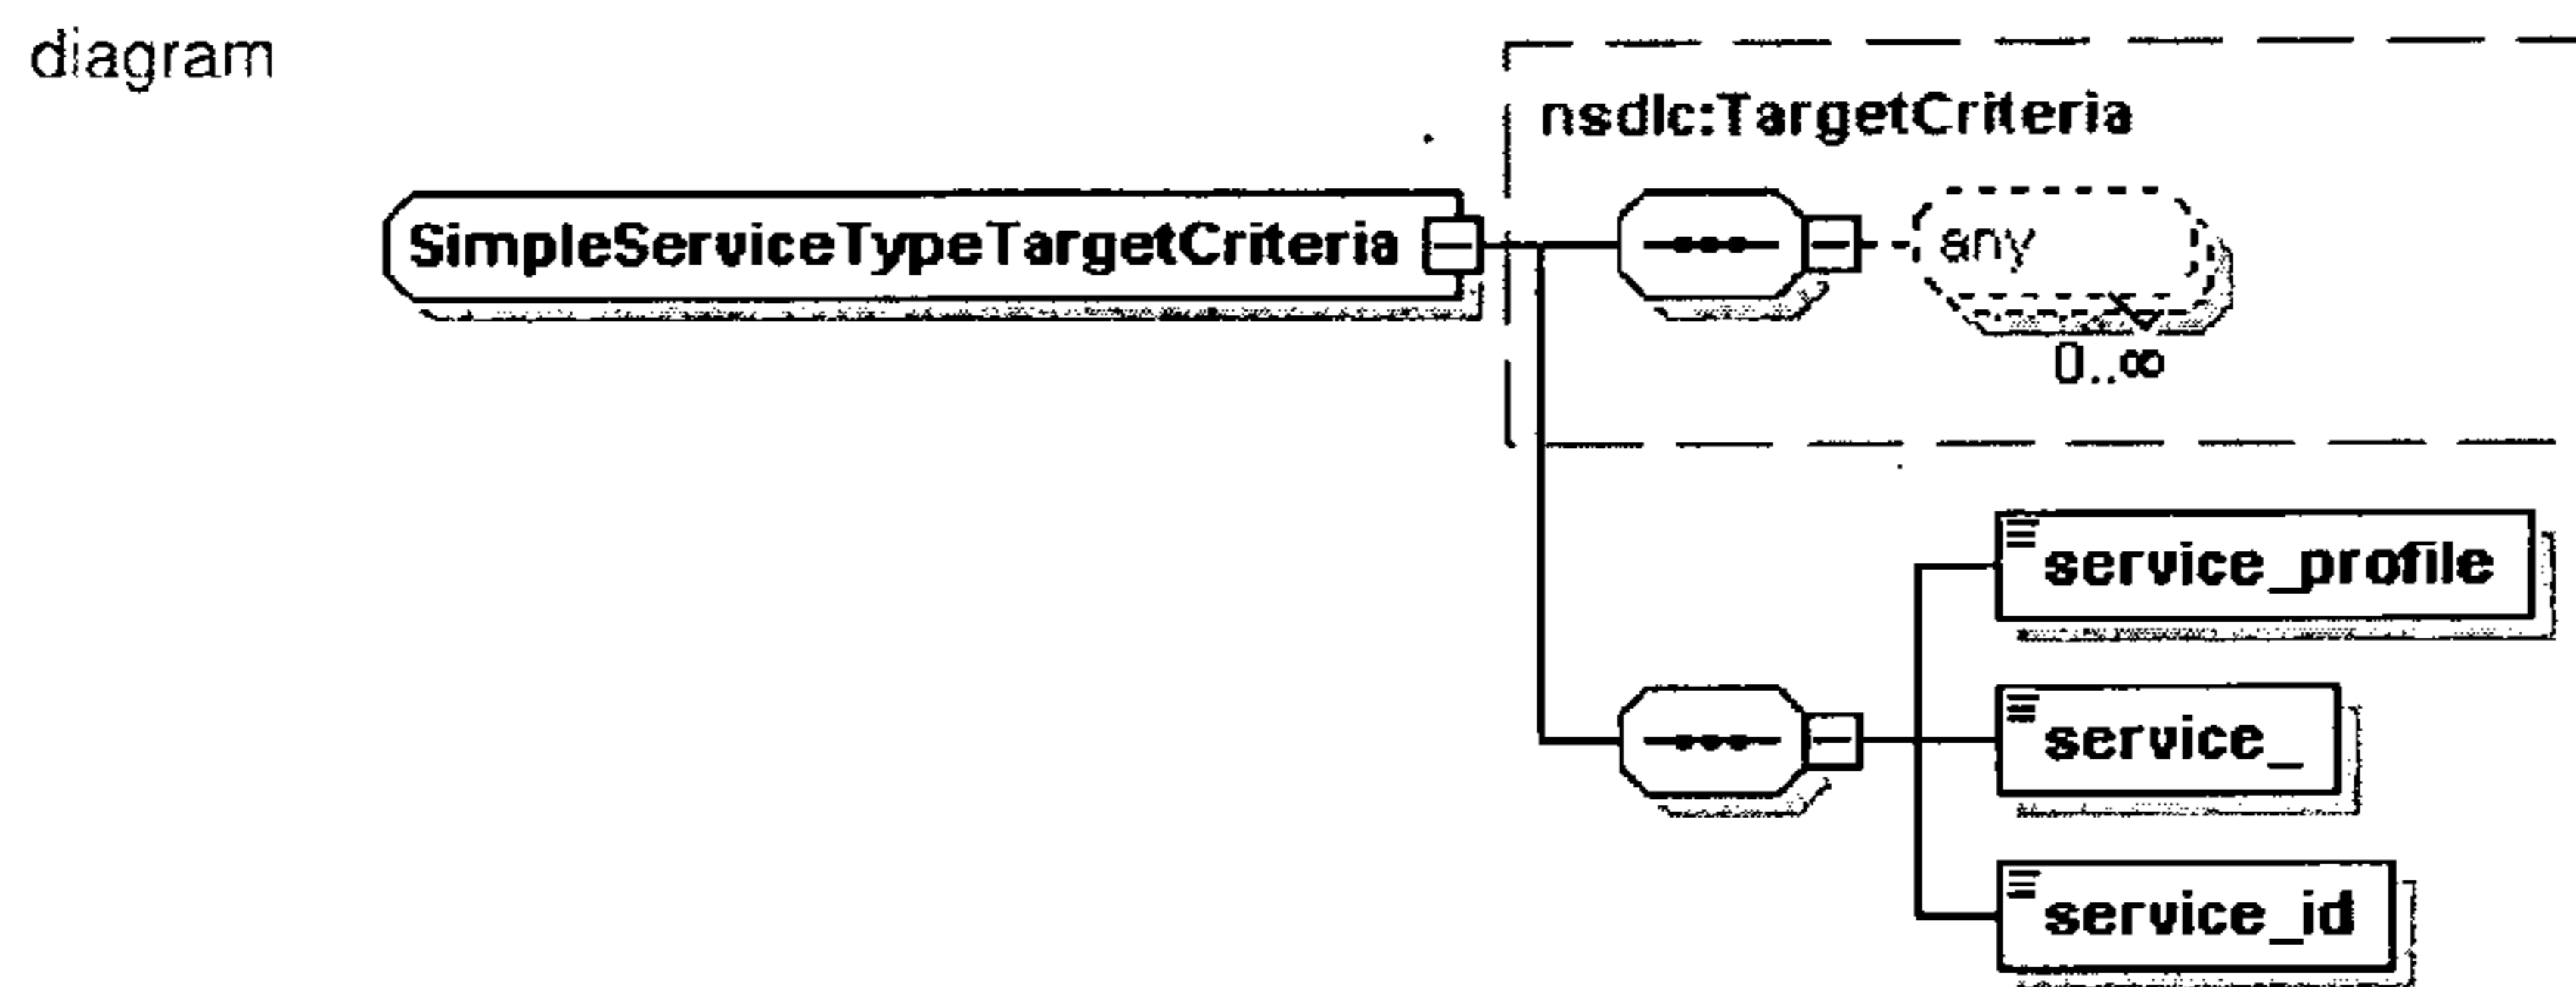 diagram
nsdlc:TargetCriteria
SimpleServiceTypeTargetCriteria
any
0..∞
service_profile
service_
service_id